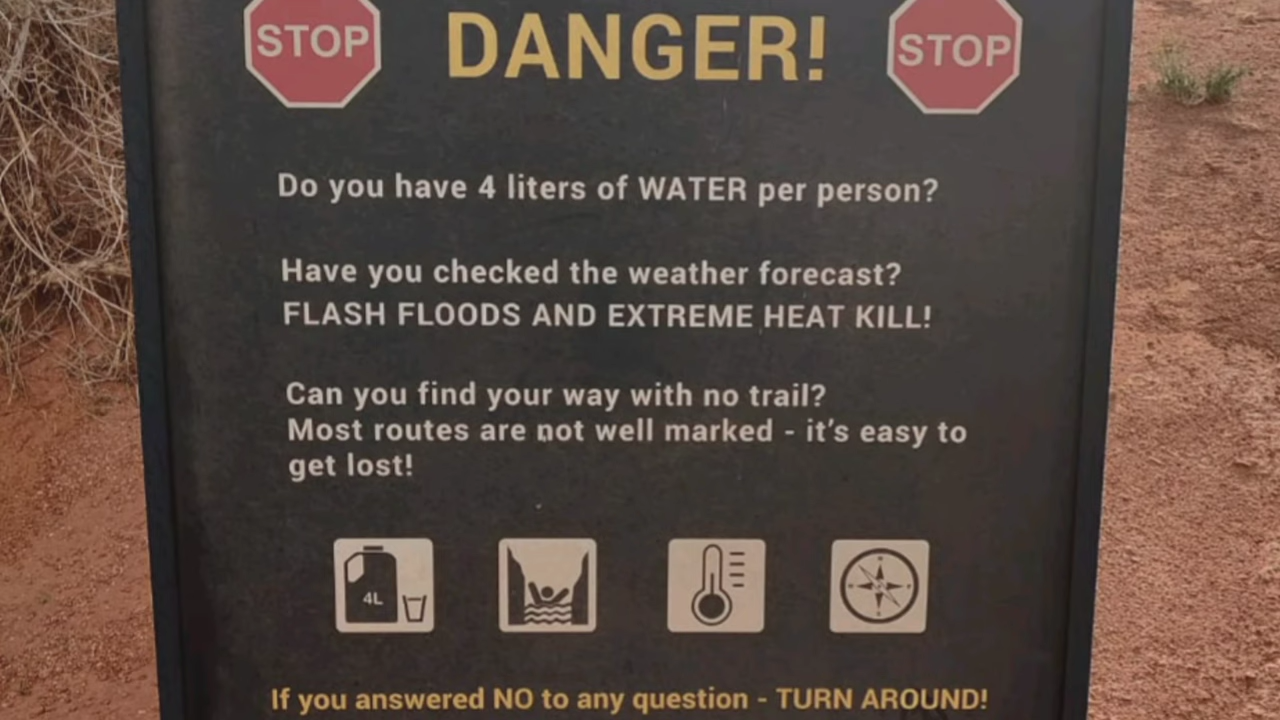 STOP DANGER! STOP
Do you have 4 liters of WATER per person?
Have you checked the weather forecast?
FLASH FLOODS AND EXTREME HEAT KILL!
Can you find your way with no trail?
Most routes are not well marked - it's easy to
get lost!
4L
If you answered NO to any question - TURN AROUND!